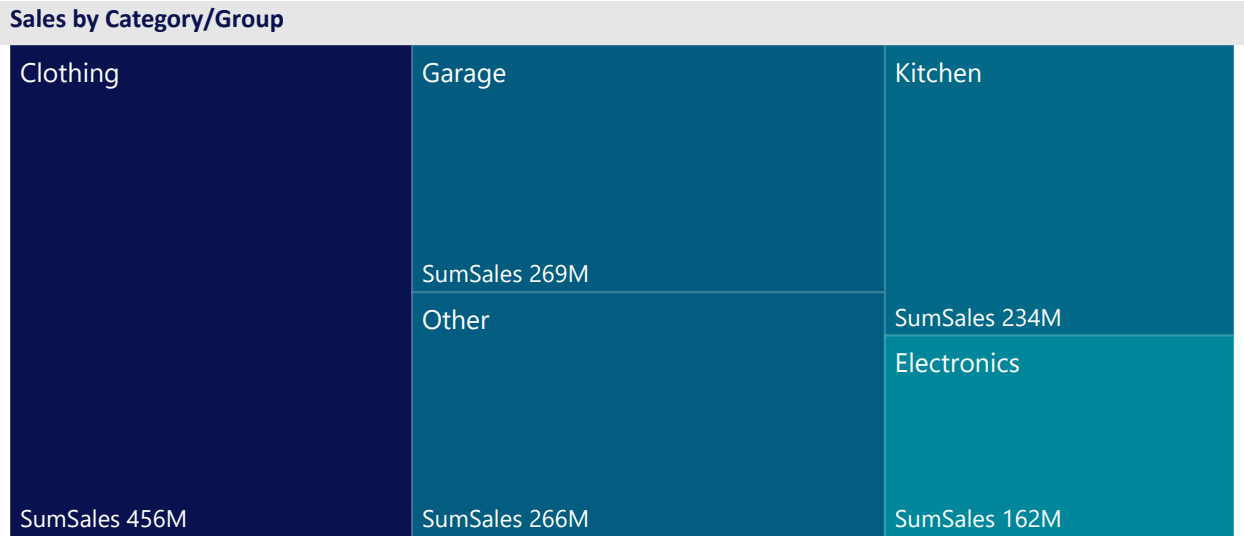 Sales by Category/Group
Clothing
SumSales 456M
Garage
SumSales 269M
Other
SumSales 266M
Kitchen
SumSales 234M
Electronics
SumSales 162M